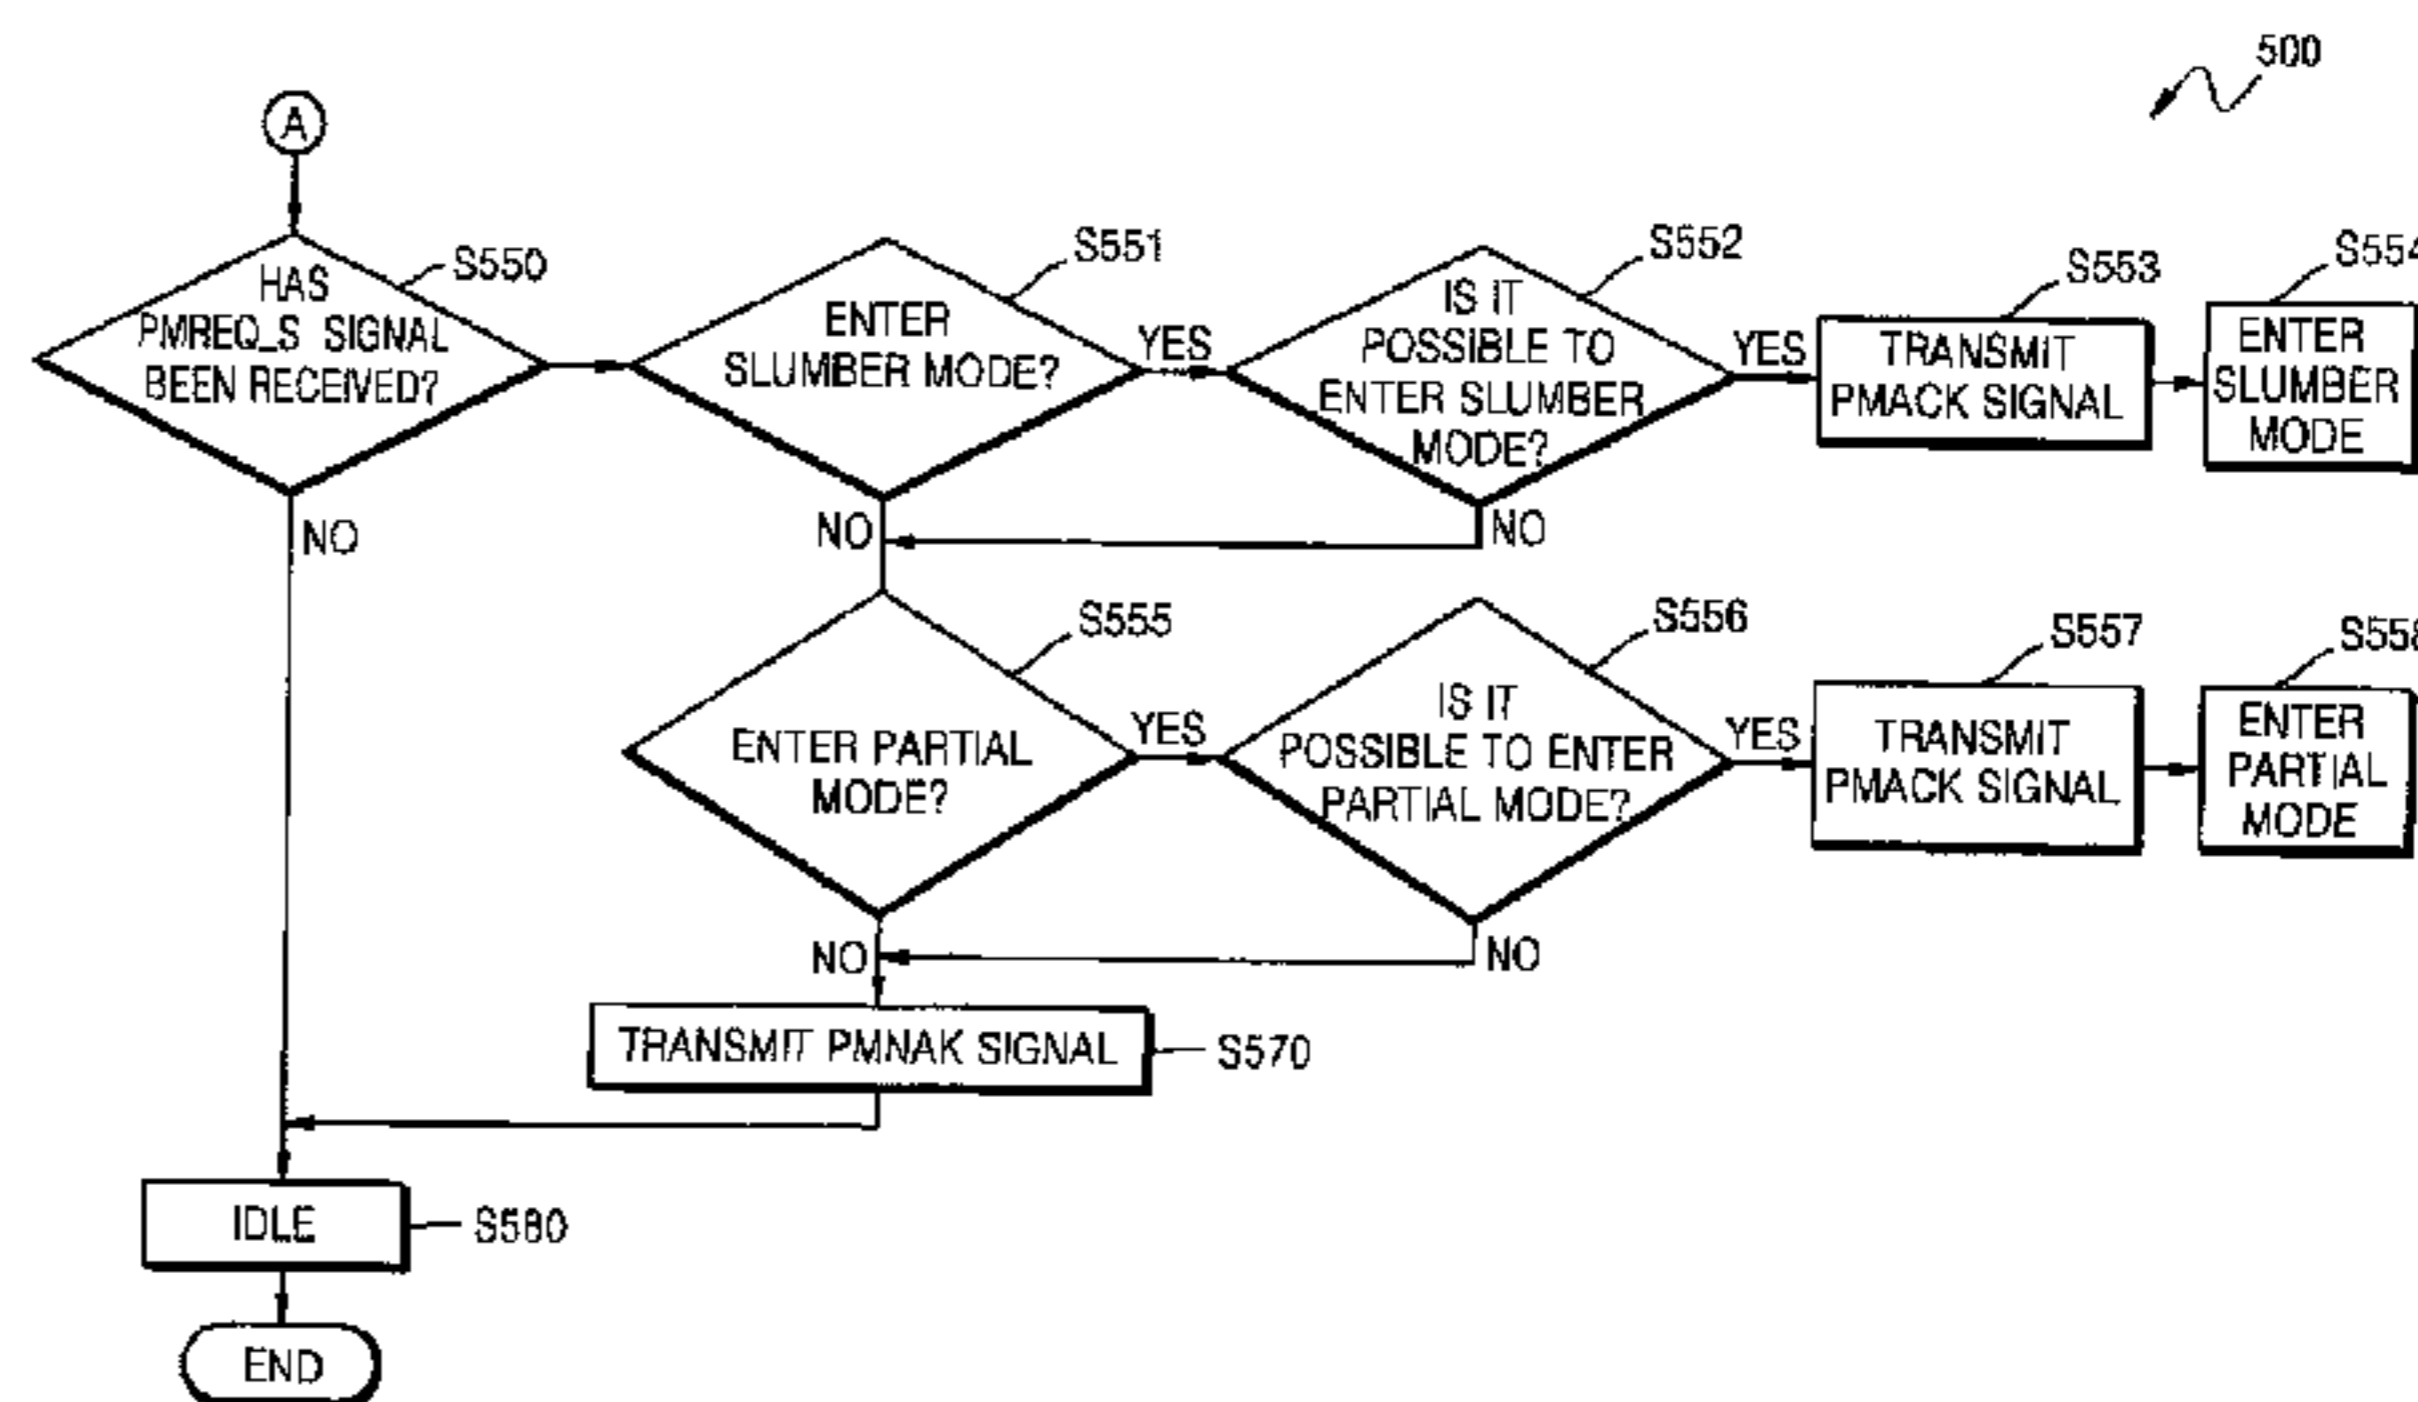 500
A
S550
HAS
PMREQ_S SIGNAL
BEEN RECEIVED?
S551
ENTER
SLUMBER MODE?
YES
S552
IS IT
POSSIBLE TO
ENTER SLUMBER
MODE?
YES
S553
TRANSMIT
PMACK SIGNAL
S554
ENTER
SLUMBER
MODE
NO
NO
NO
S555
ENTER PARTIAL
MODE?
YES
S556
IS IT
POSSIBLE TO ENTER
PARTIAL MODE?
YES
S557
TRANSMIT
PMACK SIGNAL
S558
ENTER
PARTIAL
MODE
NO
NO
TRANSMIT PMNAK SIGNAL
S570
IDLE
S580
END